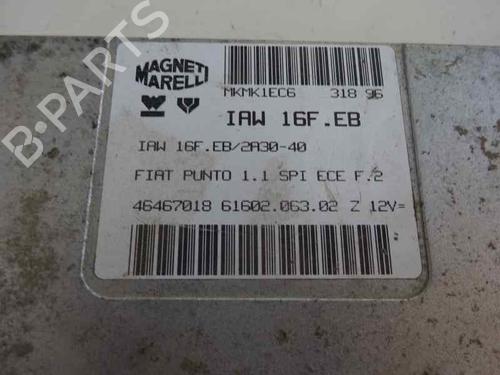 MAGNETI
MARELLI
MKMK1EC6 318 96
IAW 16F.EB
IAW 16F.EB/2A30-40
FIAT PUNTO 1.1 SPI ECE F.2
46467018 61602.063.02 Z 12V=
B-PARTS